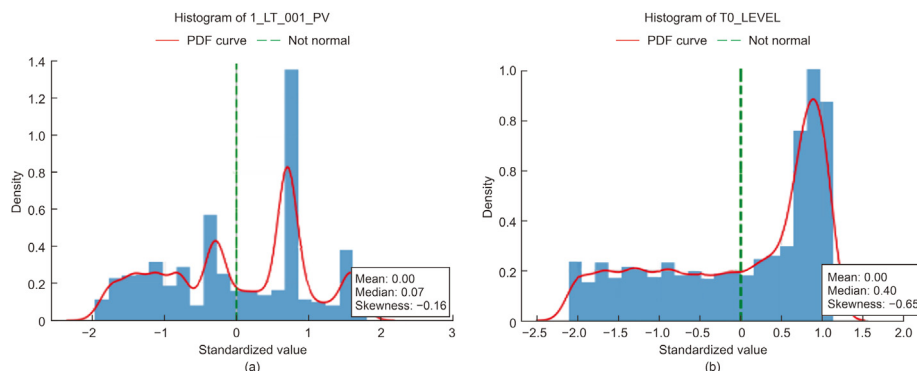 Histogram of 1_LT_001_PV
PDF curve
Not normal
1.4
1.2
1.0
0.8
0.6
0.4
0.2
0
Density
Mean: 0.00
Median: 0.07
Skewness: −0.16
−2
−1
0
1
2
3
Standardized value
(a)
Histogram of T0_LEVEL
PDF curve
Not normal
1.0
0.8
0.6
0.4
0.2
0
Density
Mean: 0.00
Median: 0.40
Skewness: −0.65
−2.5
−2.0
−1.5
−1.0
−0.5
0
0.5
1.0
1.5
2.0
Standardized value
(b)